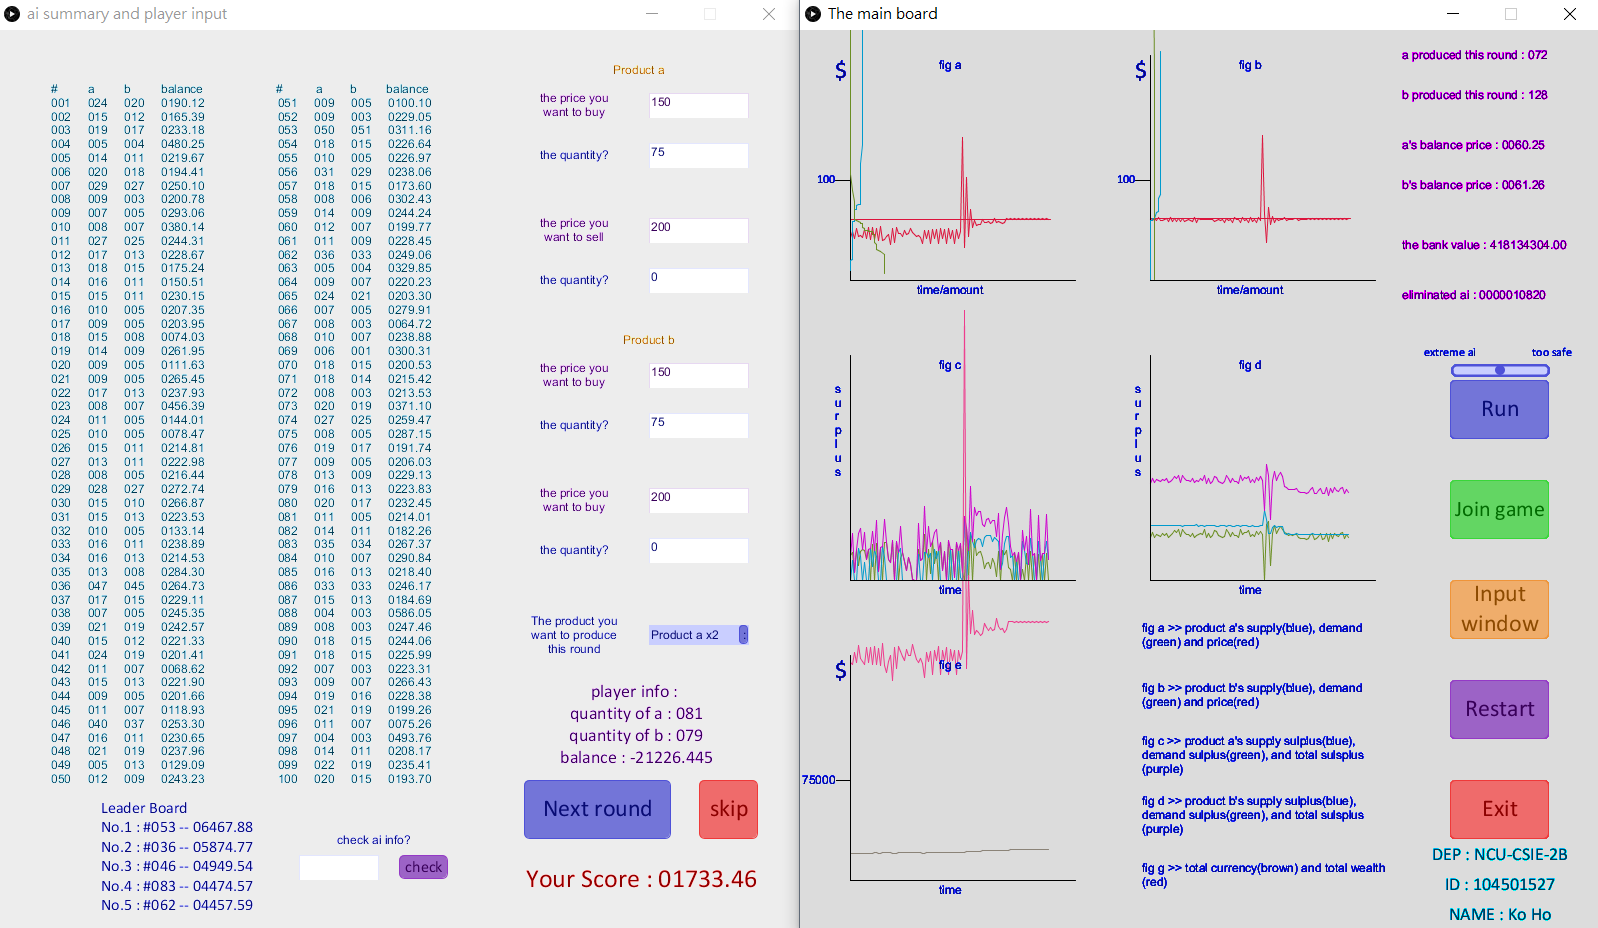 ai summary and player input
# a b balance # a b balance
001 024 020 0190.12 051 009 005 0100.10
002 015 012 0165.39 052 009 003 0229.05
003 019 017 0233.18 053 050 051 0311.16
004 005 004 0480.25 054 018 015 0226.64
005 014 011 0219.67 055 010 005 0226.97
006 020 018 0194.41 056 031 029 0238.06
007 029 027 0250.10 057 018 015 0173.60
008 009 003 0200.78 058 008 006 0302.43
009 007 005 0293.06 059 014 009 0244.24
010 008 007 0380.14 060 012 007 0199.77
011 027 025 0244.31 061 011 009 0228.45
012 017 013 0228.67 062 036 033 0249.06
013 018 015 0175.24 063 005 004 0329.85
014 016 011 0150.51 064 009 007 0220.23
015 015 011 0230.15 065 024 021 0203.30
016 010 005 0207.35 066 007 005 0279.91
017 009 005 0203.95 067 008 003 0064.72
018 015 008 0074.03 068 010 007 0238.88
019 014 009 0261.95 069 006 001 0300.31
020 009 005 0111.63 070 018 015 0200.53
021 009 005 0265.45 071 018 014 0215.42
022 017 013 0237.93 072 008 003 0213.53
023 008 007 0456.39 073 020 019 0371.10
024 011 005 0144.01 074 027 025 0259.47
025 010 005 0078.47 075 008 005 0287.15
026 015 011 0214.81 076 019 017 0191.74
027 013 011 0222.98 077 009 005 0206.03
028 008 005 0216.44 078 013 009 0229.13
029 028 027 0272.74 079 016 013 0223.83
030 015 010 0266.87 080 020 017 0232.45
031 015 013 0223.53 081 011 005 0214.01
032 010 005 0133.14 082 014 011 0182.26
033 016 011 0238.89 083 035 034 0267.37
034 016 013 0214.53 084 010 007 0290.84
035 013 008 0284.30 085 016 013 0218.40
036 047 045 0264.73 086 033 033 0246.17
037 017 015 0229.11 087 015 013 0184.69
038 007 005 0245.35 088 004 003 0586.05
039 021 019 0242.57 089 008 003 0247.46
040 015 012 0221.33 090 018 015 0244.06
041 024 019 0201.41 091 018 015 0225.99
042 011 007 0068.62 092 007 003 0223.31
043 015 013 0221.90 093 009 007 0266.43
044 009 005 0201.66 094 019 016 0228.38
045 011 007 0118.93 095 021 019 0199.26
046 040 037 0253.30 096 011 007 0075.26
047 016 011 0230.65 097 004 003 0493.76
048 021 019 0237.96 098 014 011 0208.17
049 005 013 0129.09 099 022 019 0235.41
050 012 009 0243.23 100 020 015 0193.70
Leader Board
No.1 : #053 -- 06467.88
No.2 : #036 -- 05874.77
No.3 : #046 -- 04949.54
No.4 : #083 -- 04474.57
No.5 : #062 -- 04457.59
check ai info?
check
Product a
the price you
want to buy
150
the quantity?
75
the price you
want to sell
200
the quantity?
0
Product b
the price you
want to buy
150
the quantity?
75
the price you
want to buy
200
the quantity?
0
The product you
want to produce
this round
Product a x2
:
player info :
quantity of a : 081
quantity of b : 079
balance : -21226.445
Next round
skip
Your Score : 01733.46
The main board
$
fig a
100
time/amount
$
fig b
100
time/amount
surplus
fig c
time
surplus
fig d
time
$
fig e
75000
time
fig a >> product a's supply(blue), demand
(green) and price(red)
fig b >> product b's supply(blue), demand
(green) and price(red)
fig c >> product a's supply sulplus(blue),
demand sulplus(green), and total sulsplus
(purple)
fig d >> product b's supply sulplus(blue),
demand sulplus(green), and total sulsplus
(purple)
fig g >> total currency(brown) and total wealth
(red)
a produced this round : 072
b produced this round : 128
a's balance price : 0060.25
b's balance price : 0061.26
the bank value : 418134304.00
eliminated ai : 0000010820
extreme ai
too safe
Run
Join game
Input
window
Restart
Exit
DEP : NCU-CSIE-2B
ID : 104501527
NAME : Ko Ho